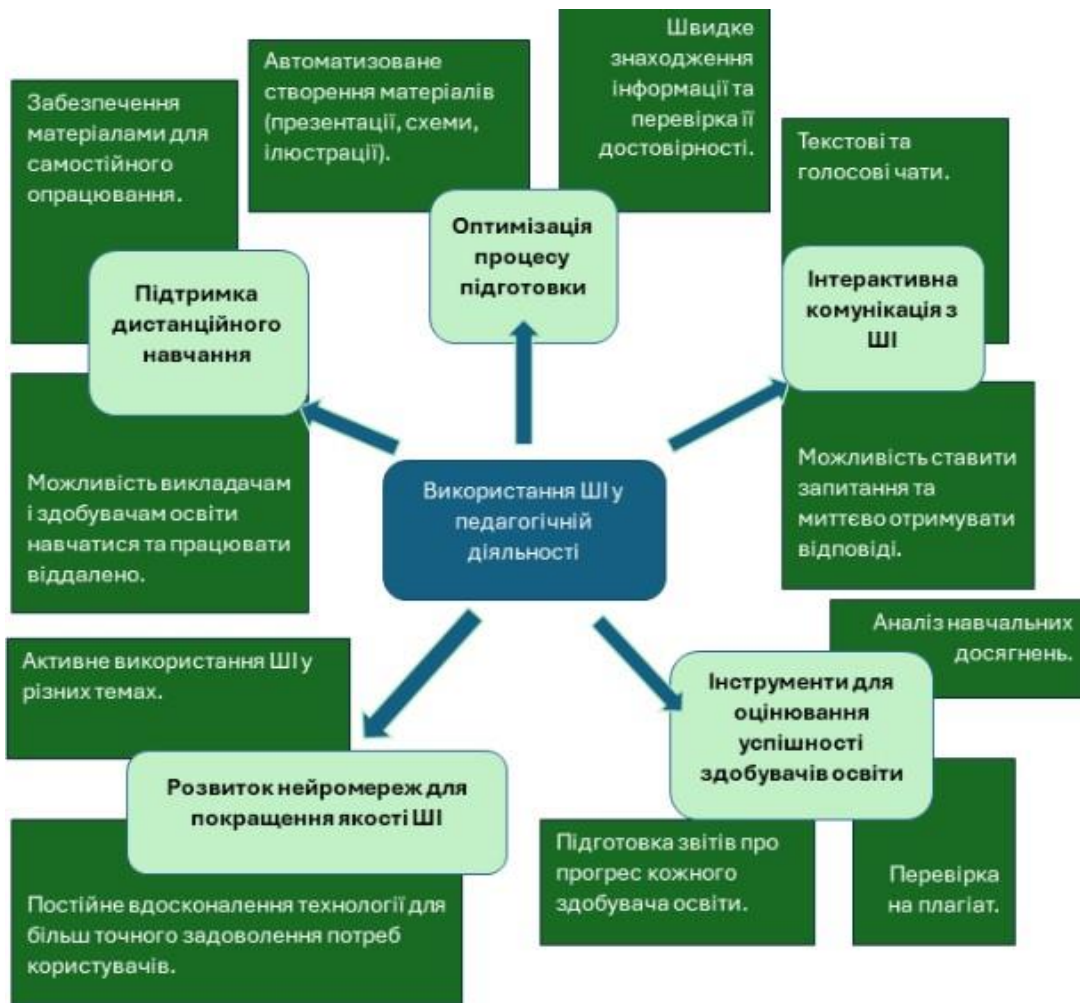 Забезпечення
матеріалами для
самостійного
опрацювання.
Автоматизоване
створення матеріалів
(презентації, схеми,
ілюстрації).
Швидке
знаходження
інформації та
перевірка її
достовірності.
Текстові та
голосові чати.
Підтримка
дистанційного
навчання
Оптимізація
процесу
підготовки
Інтерактивна
комунікація з
ШІ
Можливість викладачам
і здобувачам освіти
навчатися та працювати
віддалено.
Використання ШІ у
педагогічній
діяльності
Можливість ставити
запитання та
миттєво отримувати
відповіді.
Активне використання ШІ у
різних темах.
Розвиток нейромереж для
покращення якості ШІ
Постійне вдосконалення технології для
більш точного задоволення потреб
користувачів.
Аналіз навчальних
досягнень.
Інструменти для
оцінювання
успішності
здобувачів освіти
Підготовка звітів про
прогрес кожного
здобувача освіти.
Перевірка
на плагіат.